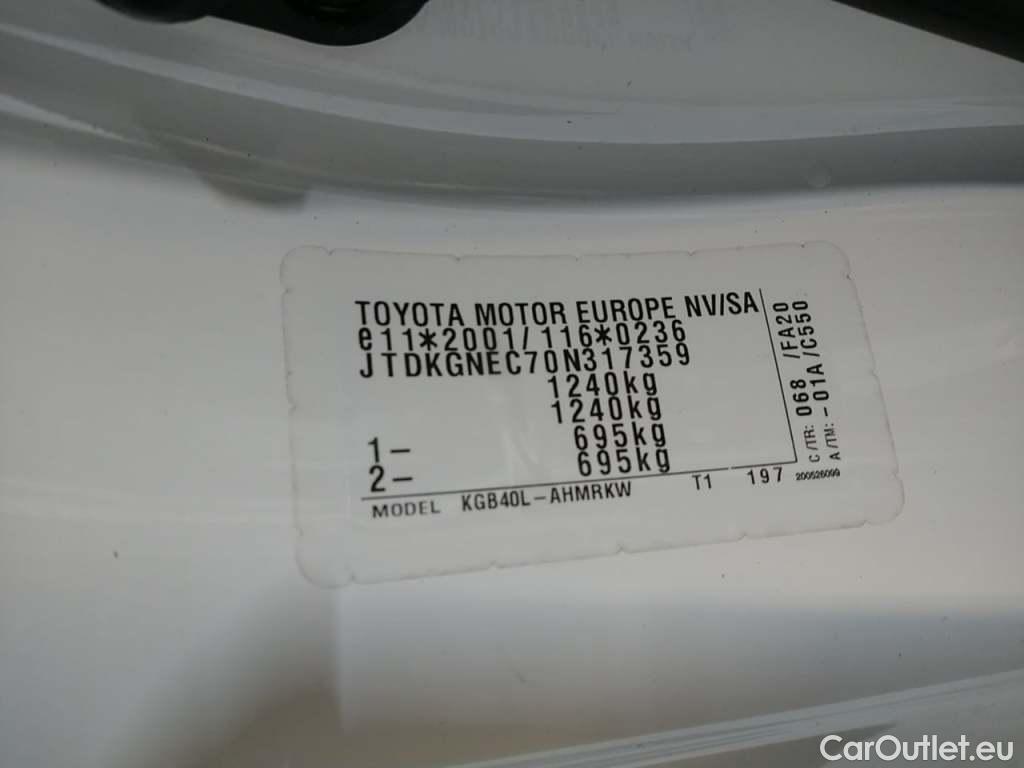 TOYOTA MOTOR EUROPE NV/SA
e11*2001/116*0236
JTDKGNEC70N317359
1240kg
1240kg
1- 695kg
2- 695kg
MODEL KGB40L-AHMRKW T1 197
C/TR: 068 /FA20
A/TM: -01A /C550
200526099
CarOutlet.eu